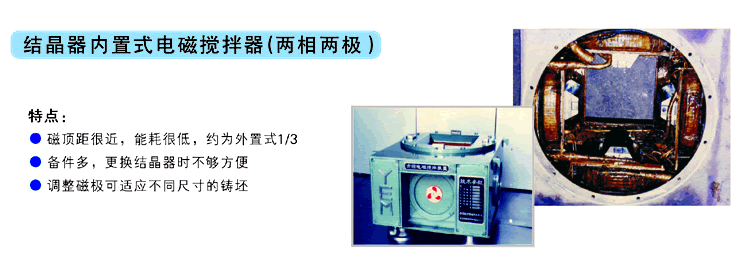 结晶器内置式电磁搅拌器(两相两极)
特点：
磁顶距很近，能耗很低，约为外置式1/3
备件多，更换结晶器时不够方便
调整磁极可适应不同尺寸的铸坯
YEM